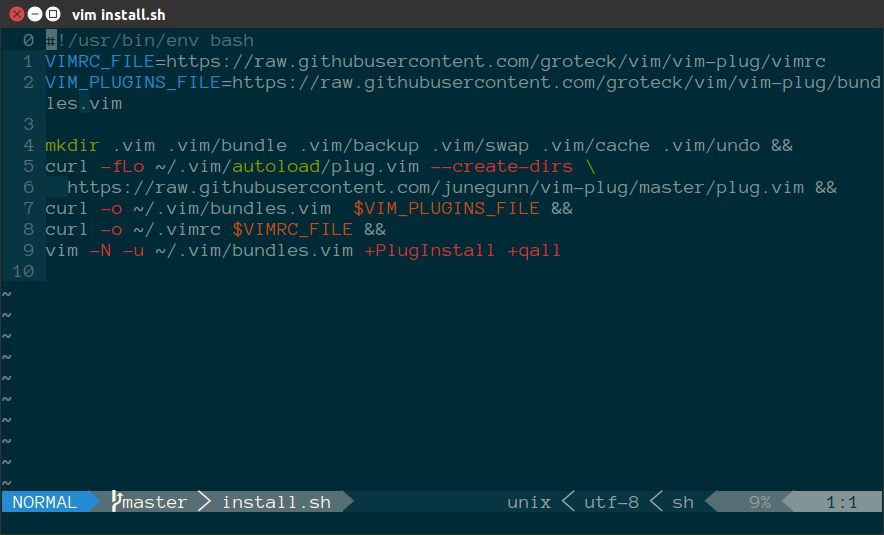 vim install.sh
0 #!/usr/bin/env bash
1 VIMRC_FILE=https://raw.githubusercontent.com/groteck/vim/vim-plug/vimrc
2 VIM_PLUGINS_FILE=https://raw.githubusercontent.com/groteck/vim/vim-plug/bund
les.vim
3
4 mkdir .vim .vim/bundle .vim/backup .vim/swap .vim/cache .vim/undo &&
5 curl -fLo ~/.vim/autoload/plug.vim --create-dirs \
6   https://raw.githubusercontent.com/junegunn/vim-plug/master/plug.vim &&
7 curl -o ~/.vim/bundles.vim  $VIM_PLUGINS_FILE &&
8 curl -o ~/.vimrc $VIMRC_FILE &&
9 vim -N -u ~/.vim/bundles.vim +PlugInstall +qall
10
~
~
~
~
~
~
~
~
~
~
NORMAL master install.sh unix utf-8 sh 9% 1:1